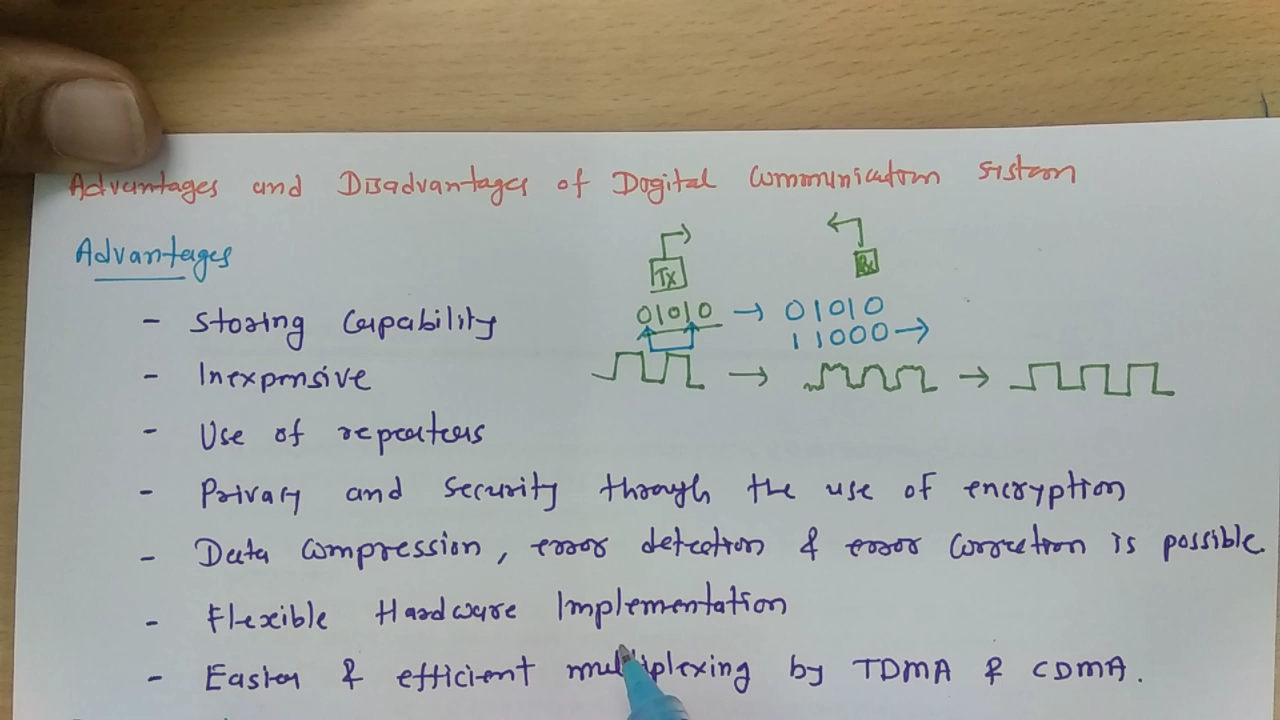 Advantages and Disadvantages of Digital Communication System
Advantages
Tx
Rx
- Storing Capability
01010 → 01010
11000 →
- Inexpensive
- Use of repeaters
- Privacy and Security through the use of encryption
- Data compression, error detection & error correction is possible.
- Flexible Hardware Implementation
- Easier & efficient multiplexing by TDMA & CDMA.